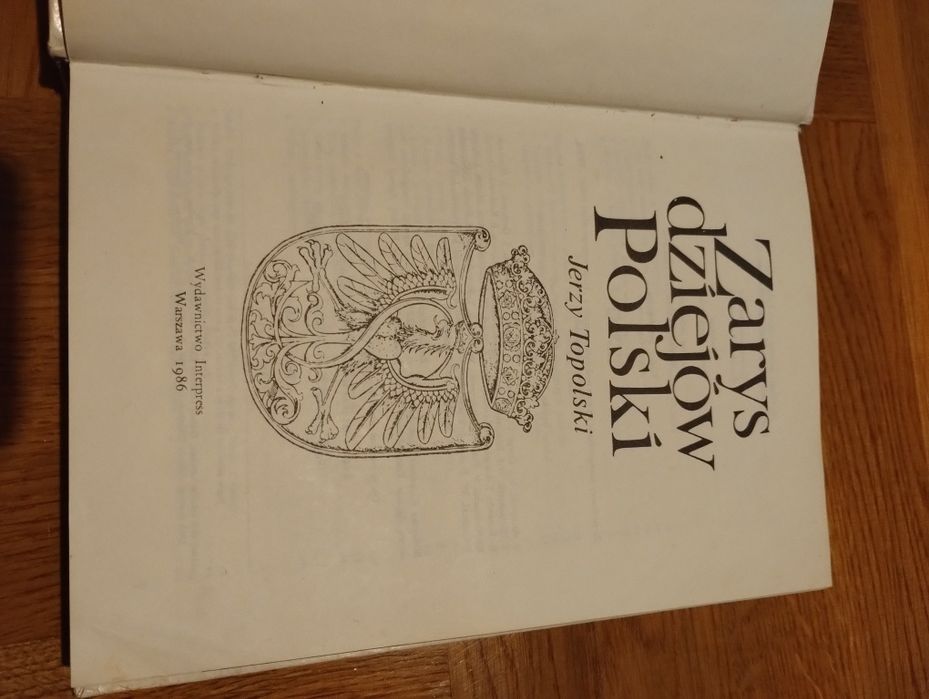 Zarys
dziejów
Polski
Jerzy Topolski
Wydawnictwo Interpress
Warszawa 1986